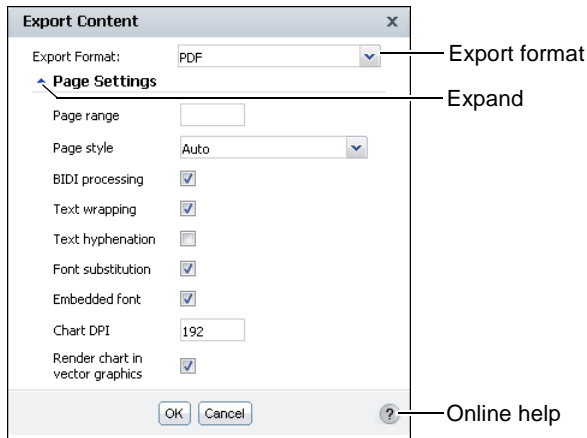 Export Content x
Export Format: PDF
Export format
Page Settings
Expand
Page range
Page style Auto
BIDI processing
Text wrapping
Text hyphenation
Font substitution
Embedded font
Chart DPI 192
Render chart in
vector graphics
OK Cancel ?
Online help